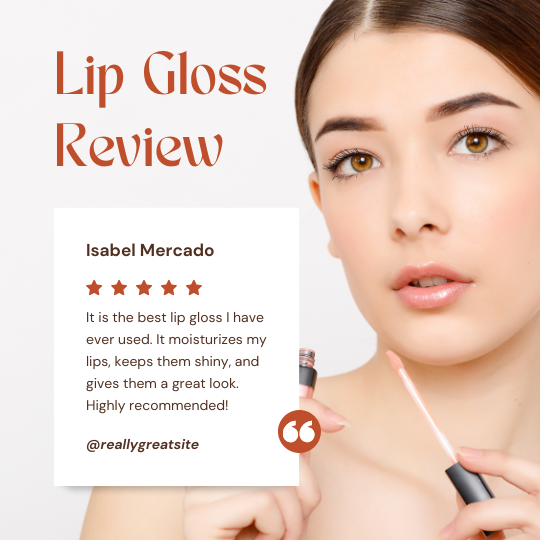 Lip Gloss
Review
Isabel Mercado
It is the best lip gloss I have
ever used. It moisturizes my
lips, keeps them shiny, and
gives them a great look.
Highly recommended!
@reallygreatsite